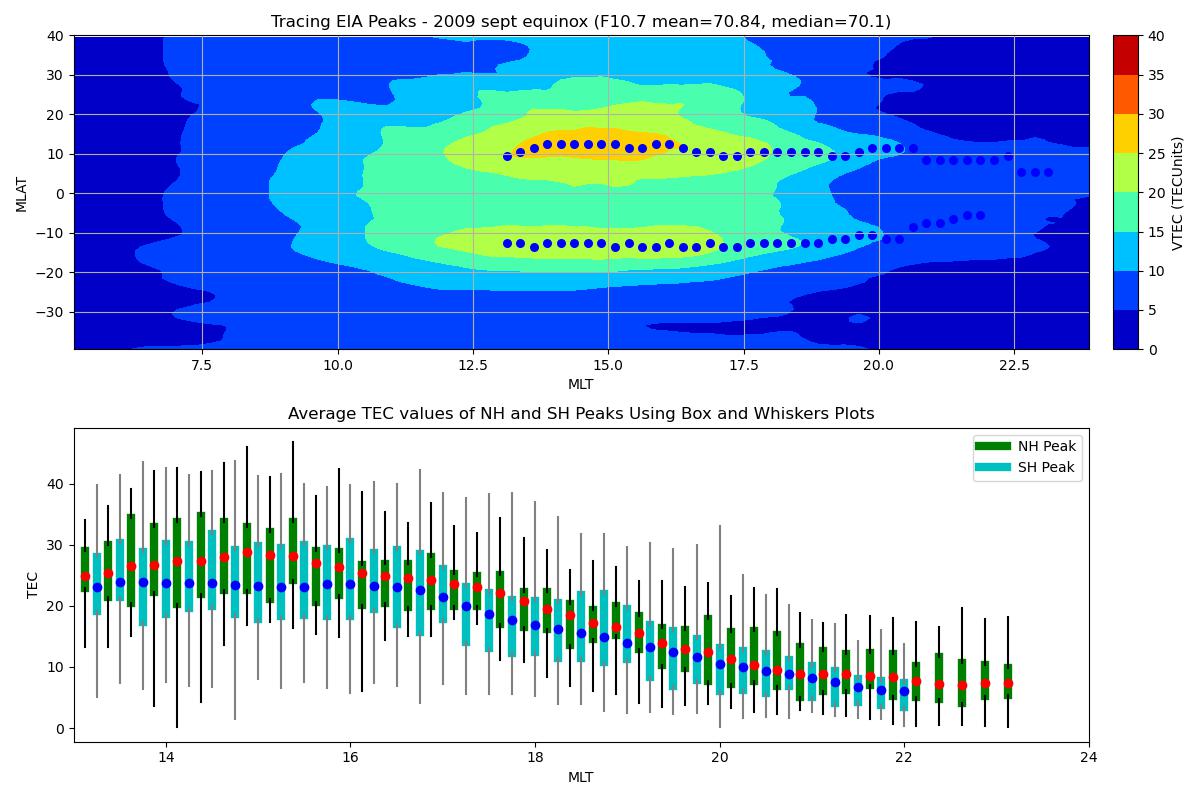 Tracing EIA Peaks - 2009 sept equinox (F10.7 mean=70.84, median=70.1)
40
30
20
10
0
−10
−20
−30
MLAT
7.5 10.0 12.5 15.0 17.5 20.0 22.5
MLT
40
35
30
25
20
15
10
5
0
VTEC (TECUnits)
Average TEC values of NH and SH Peaks Using Box and Whiskers Plots
NH Peak
SH Peak
40
30
20
10
0
TEC
14 16 18 20 22 24
MLT